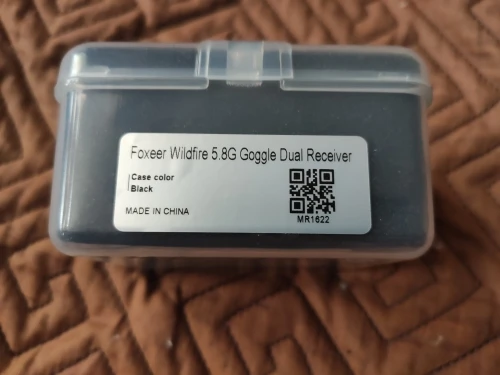 Foxeer Wildfire 5.8G Goggle Dual Receiver
Case color
Black
MADE IN CHINA
MR1622